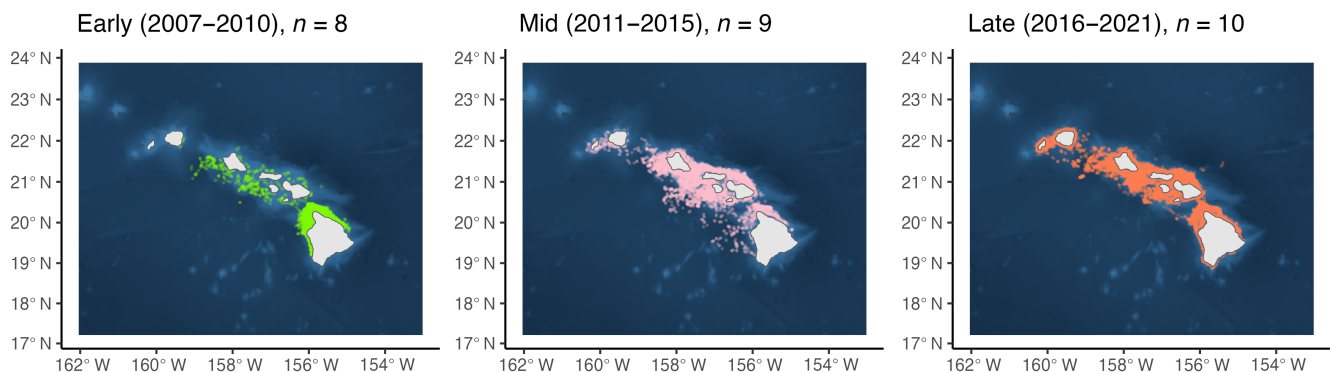 Early (2007−2010), n = 8
24° N
23° N
22° N
21° N
20° N
19° N
18° N
17° N
162° W 160° W 158° W 156° W 154° W
Mid (2011−2015), n = 9
24° N
23° N
22° N
21° N
20° N
19° N
18° N
17° N
162° W 160° W 158° W 156° W 154° W
Late (2016−2021), n = 10
24° N
23° N
22° N
21° N
20° N
19° N
18° N
17° N
162° W 160° W 158° W 156° W 154° W